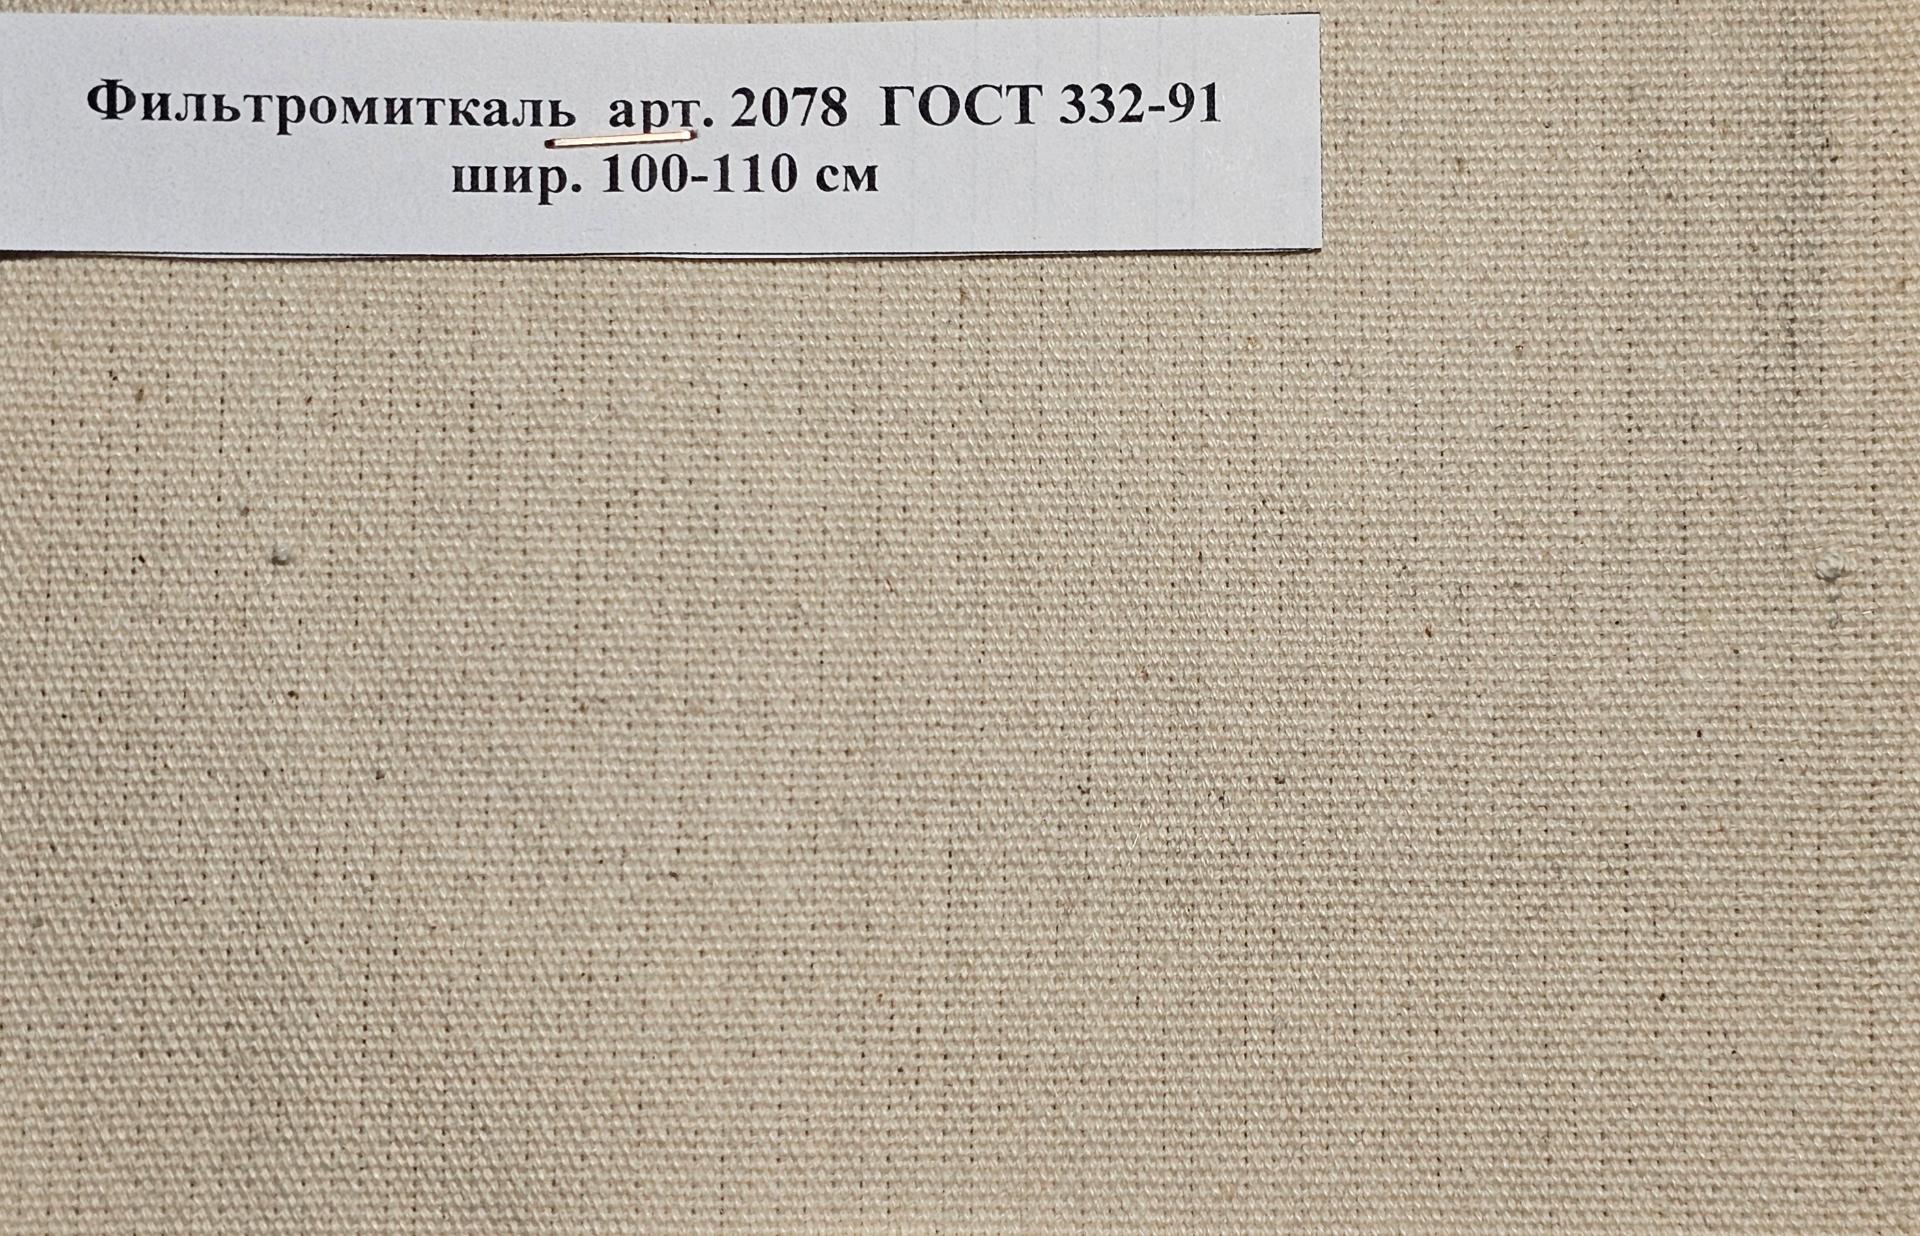 Фильтромиткаль арт. 2078 ГОСТ 332-91
шир. 100-110 см